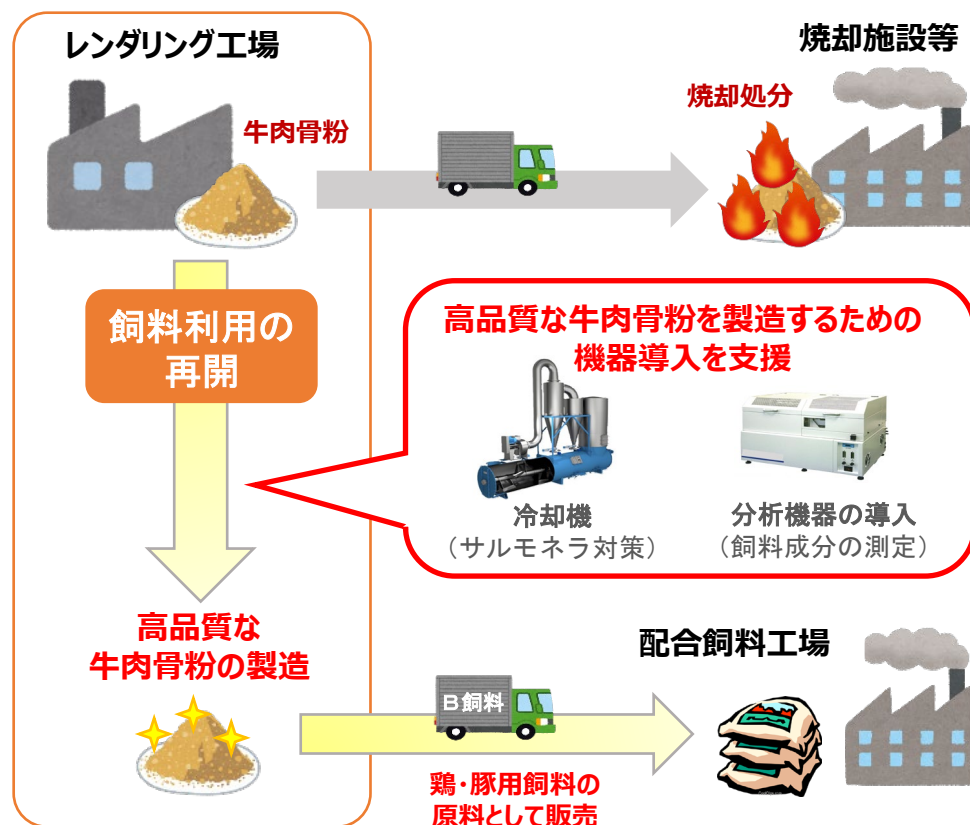 レンダリング工場
焼却施設等
牛肉骨粉
焼却処分
飼料利用の
再開
高品質な牛肉骨粉を製造するための
機器導入を支援
冷却機
(サルモネラ対策)
分析機器の導入
(飼料成分の測定)
高品質な
牛肉骨粉の製造
配合飼料工場
B飼料
鶏・豚用飼料の
原料として販売